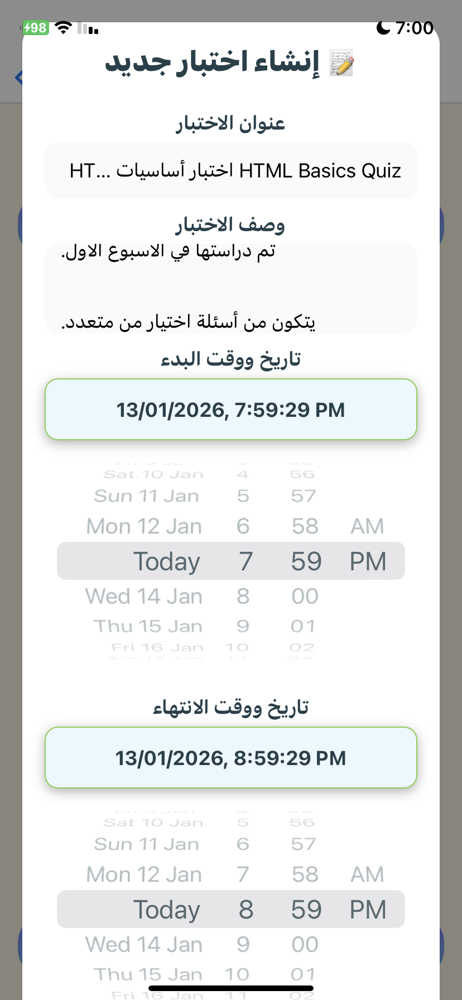 98
7:00
إنشاء اختبار جديد
عنوان الاختبار
HTML Basics Quiz اختبار أساسيات HT...
وصف الاختبار
تم دراستها في الاسبوع الاول.
يتكون من أسئلة اختيار من متعدد.
تاريخ ووقت البدء
13/01/2026, 7:59:29 PM
Sat 10 Jan 4 56
Sun 11 Jan 5 57
Mon 12 Jan 6 58 AM
Today 7 59 PM
Wed 14 Jan 8 00
Thu 15 Jan 9 01
Fri 16 Jan 10 02
تاريخ ووقت الانتهاء
13/01/2026, 8:59:29 PM
Sat 10 Jan 5 56
Sun 11 Jan 6 57
Mon 12 Jan 7 58 AM
Today 8 59 PM
Wed 14 Jan 9 00
Thu 15 Jan 10 01
Fri 16 Jan 11 02